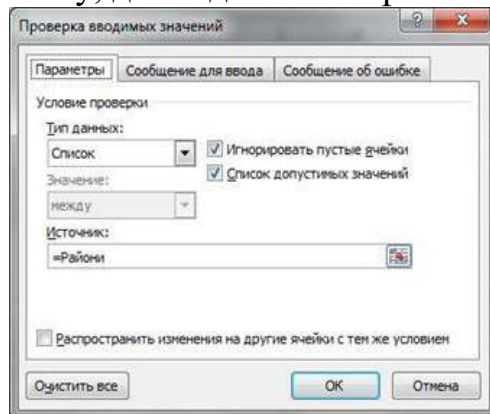 Проверка вводимых значений
Параметры Сообщение для ввода Сообщение об ошибке
Условие проверки
Тип данных:
Список
Игнорировать пустые ячейки
Значение:
Список допустимых значений
между
Источник:
=Райони
Распространить изменения на другие ячейки с тем же условием
Очистить все ОК Отмена